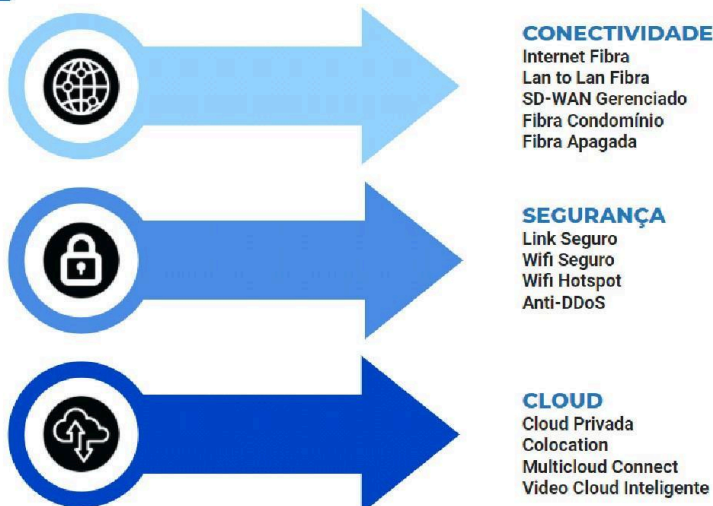 CONECTIVIDADE
Internet Fibra
Lan to Lan Fibra
SD-WAN Gerenciado
Fibra Condomínio
Fibra Apagada
SEGURANÇA
Link Seguro
Wifi Seguro
Wifi Hotspot
Anti-DDoS
CLOUD
Cloud Privada
Colocation
Multicloud Connect
Video Cloud Inteligente